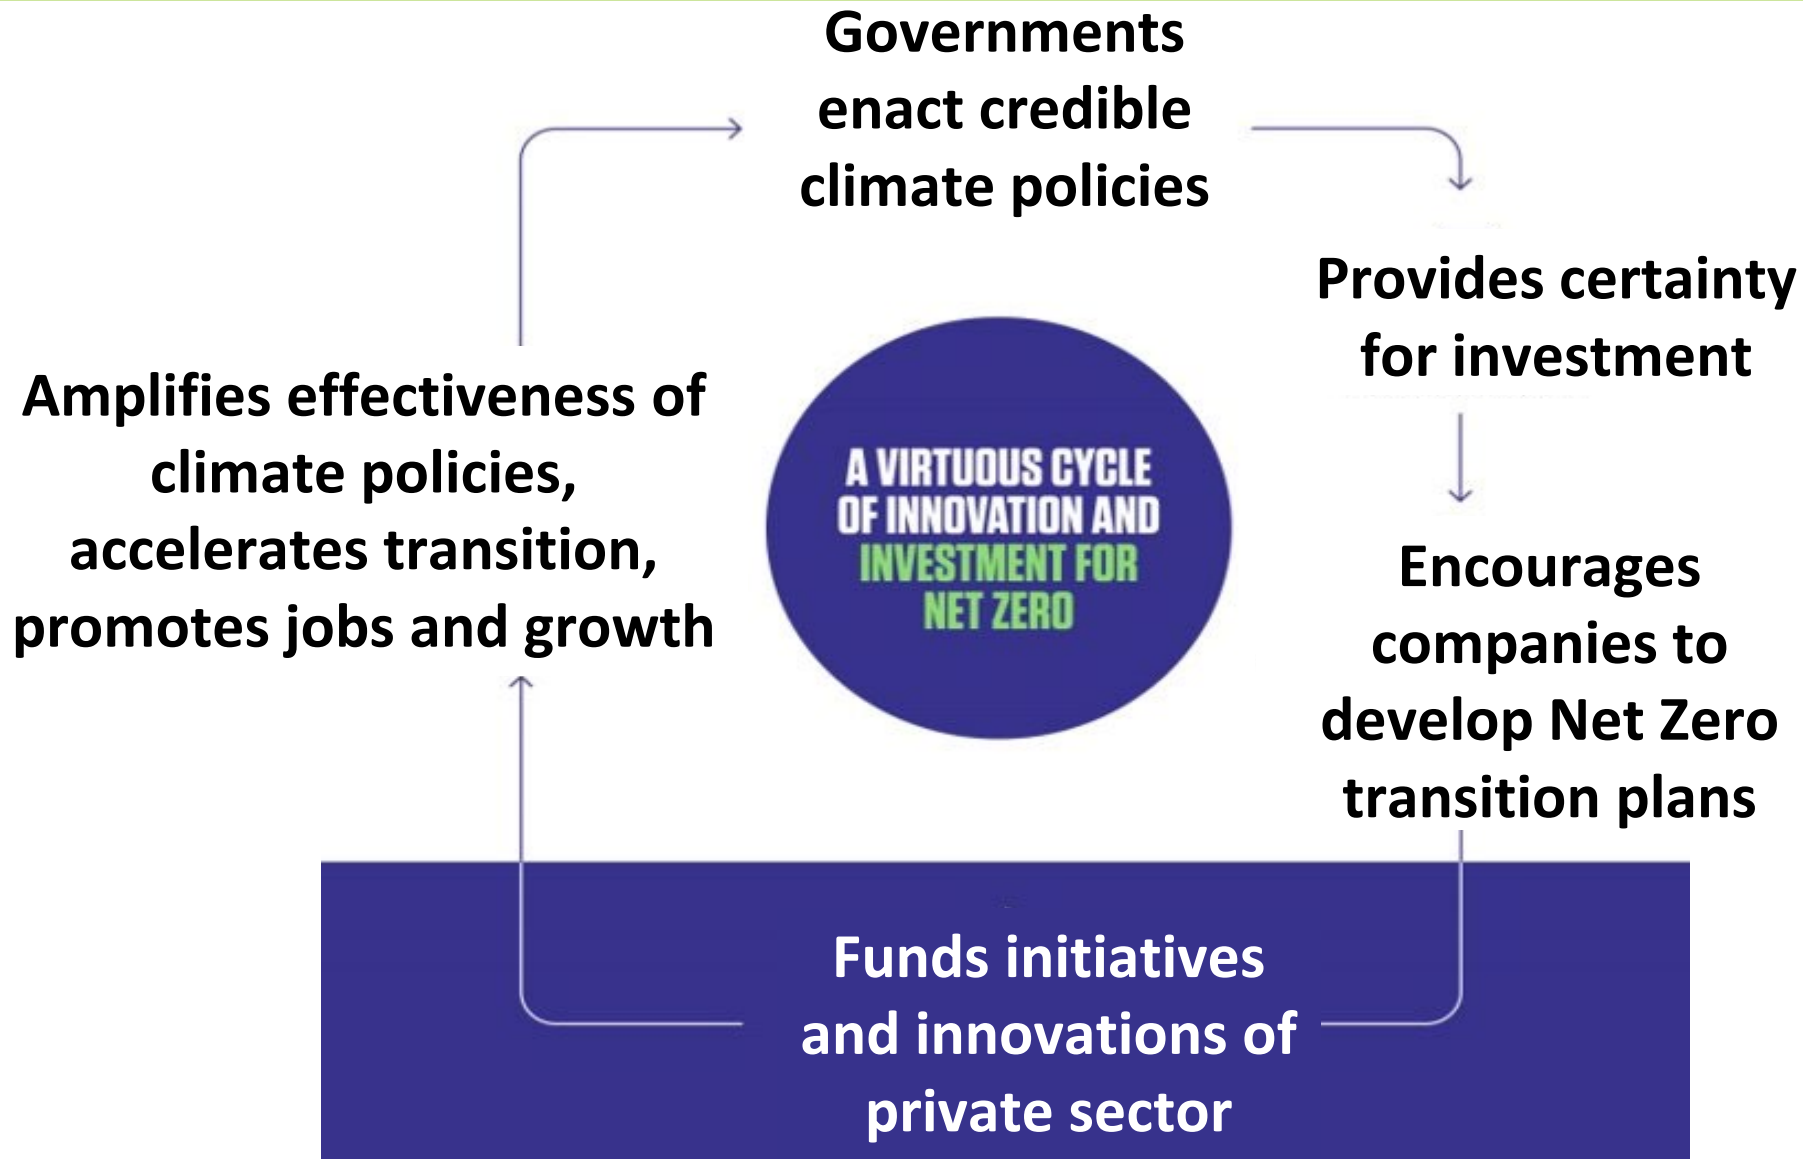 Governments
enact credible
climate policies
Provides certainty
for investment
Encourages
companies to
develop Net Zero
transition plans
Funds initiatives
and innovations of
private sector
Amplifies effectiveness of
climate policies,
accelerates transition,
promotes jobs and growth
A VIRTUOUS CYCLE
OF INNOVATION AND
INVESTMENT FOR
NET ZERO